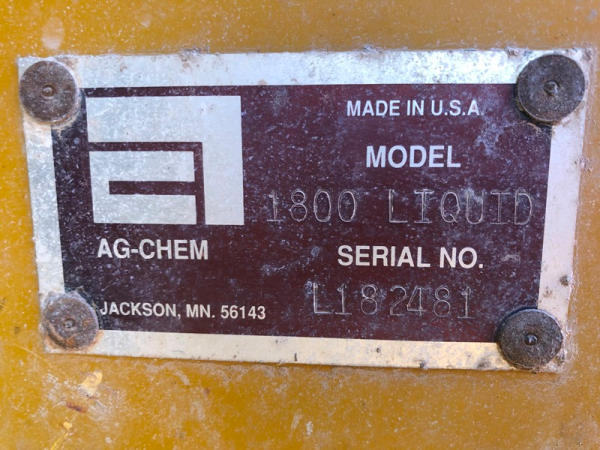 MADE IN U.S.A
MODEL
1800 LIQUID
AG-CHEM
SERIAL NO.
L182481
JACKSON, MN. 56143